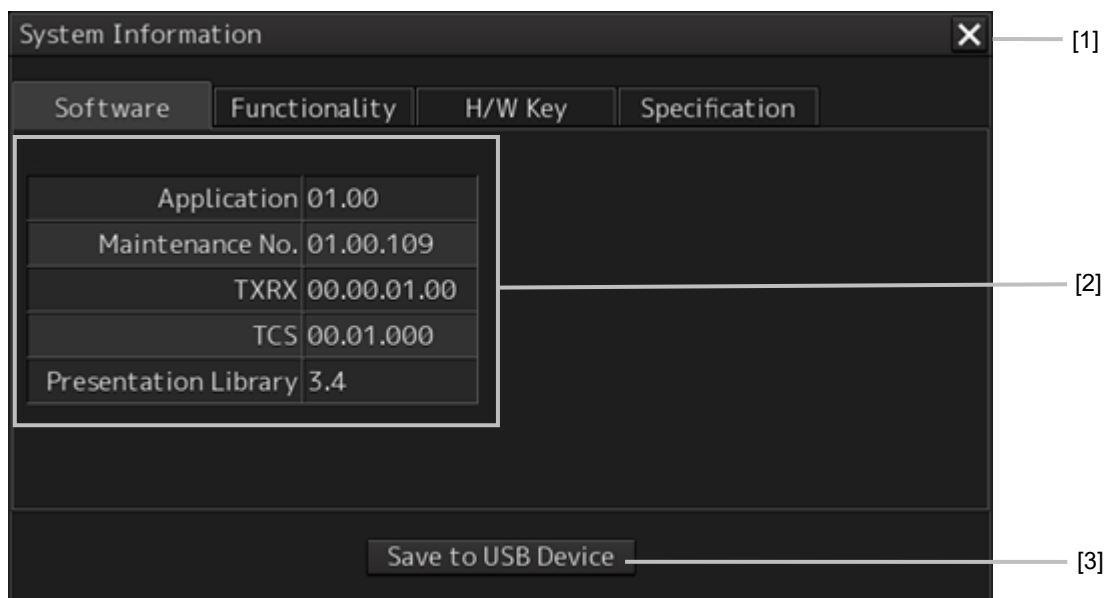 System Information
[1]
Software Functionality H/W Key Specification
Application 01.00
Maintenance No. 01.00.109
TXRX 00.00.01.00
[2]
TCS 00.01.000
Presentation Library 3.4
Save to USB Device
[3]